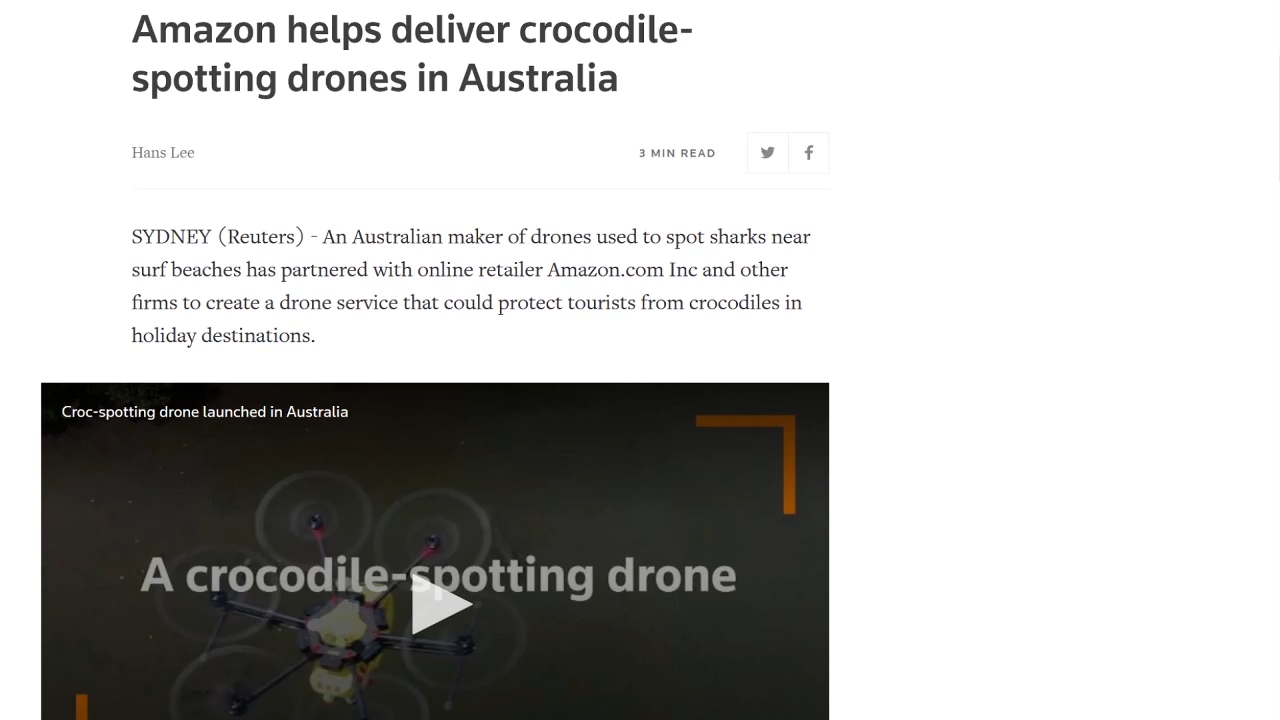 Amazon helps deliver crocodile-
spotting drones in Australia
Hans Lee
3 MIN READ
SYDNEY (Reuters) - An Australian maker of drones used to spot sharks near
surf beaches has partnered with online retailer Amazon.com Inc and other
firms to create a drone service that could protect tourists from crocodiles in
holiday destinations.
Croc-spotting drone launched in Australia
A crocodile-spotting drone